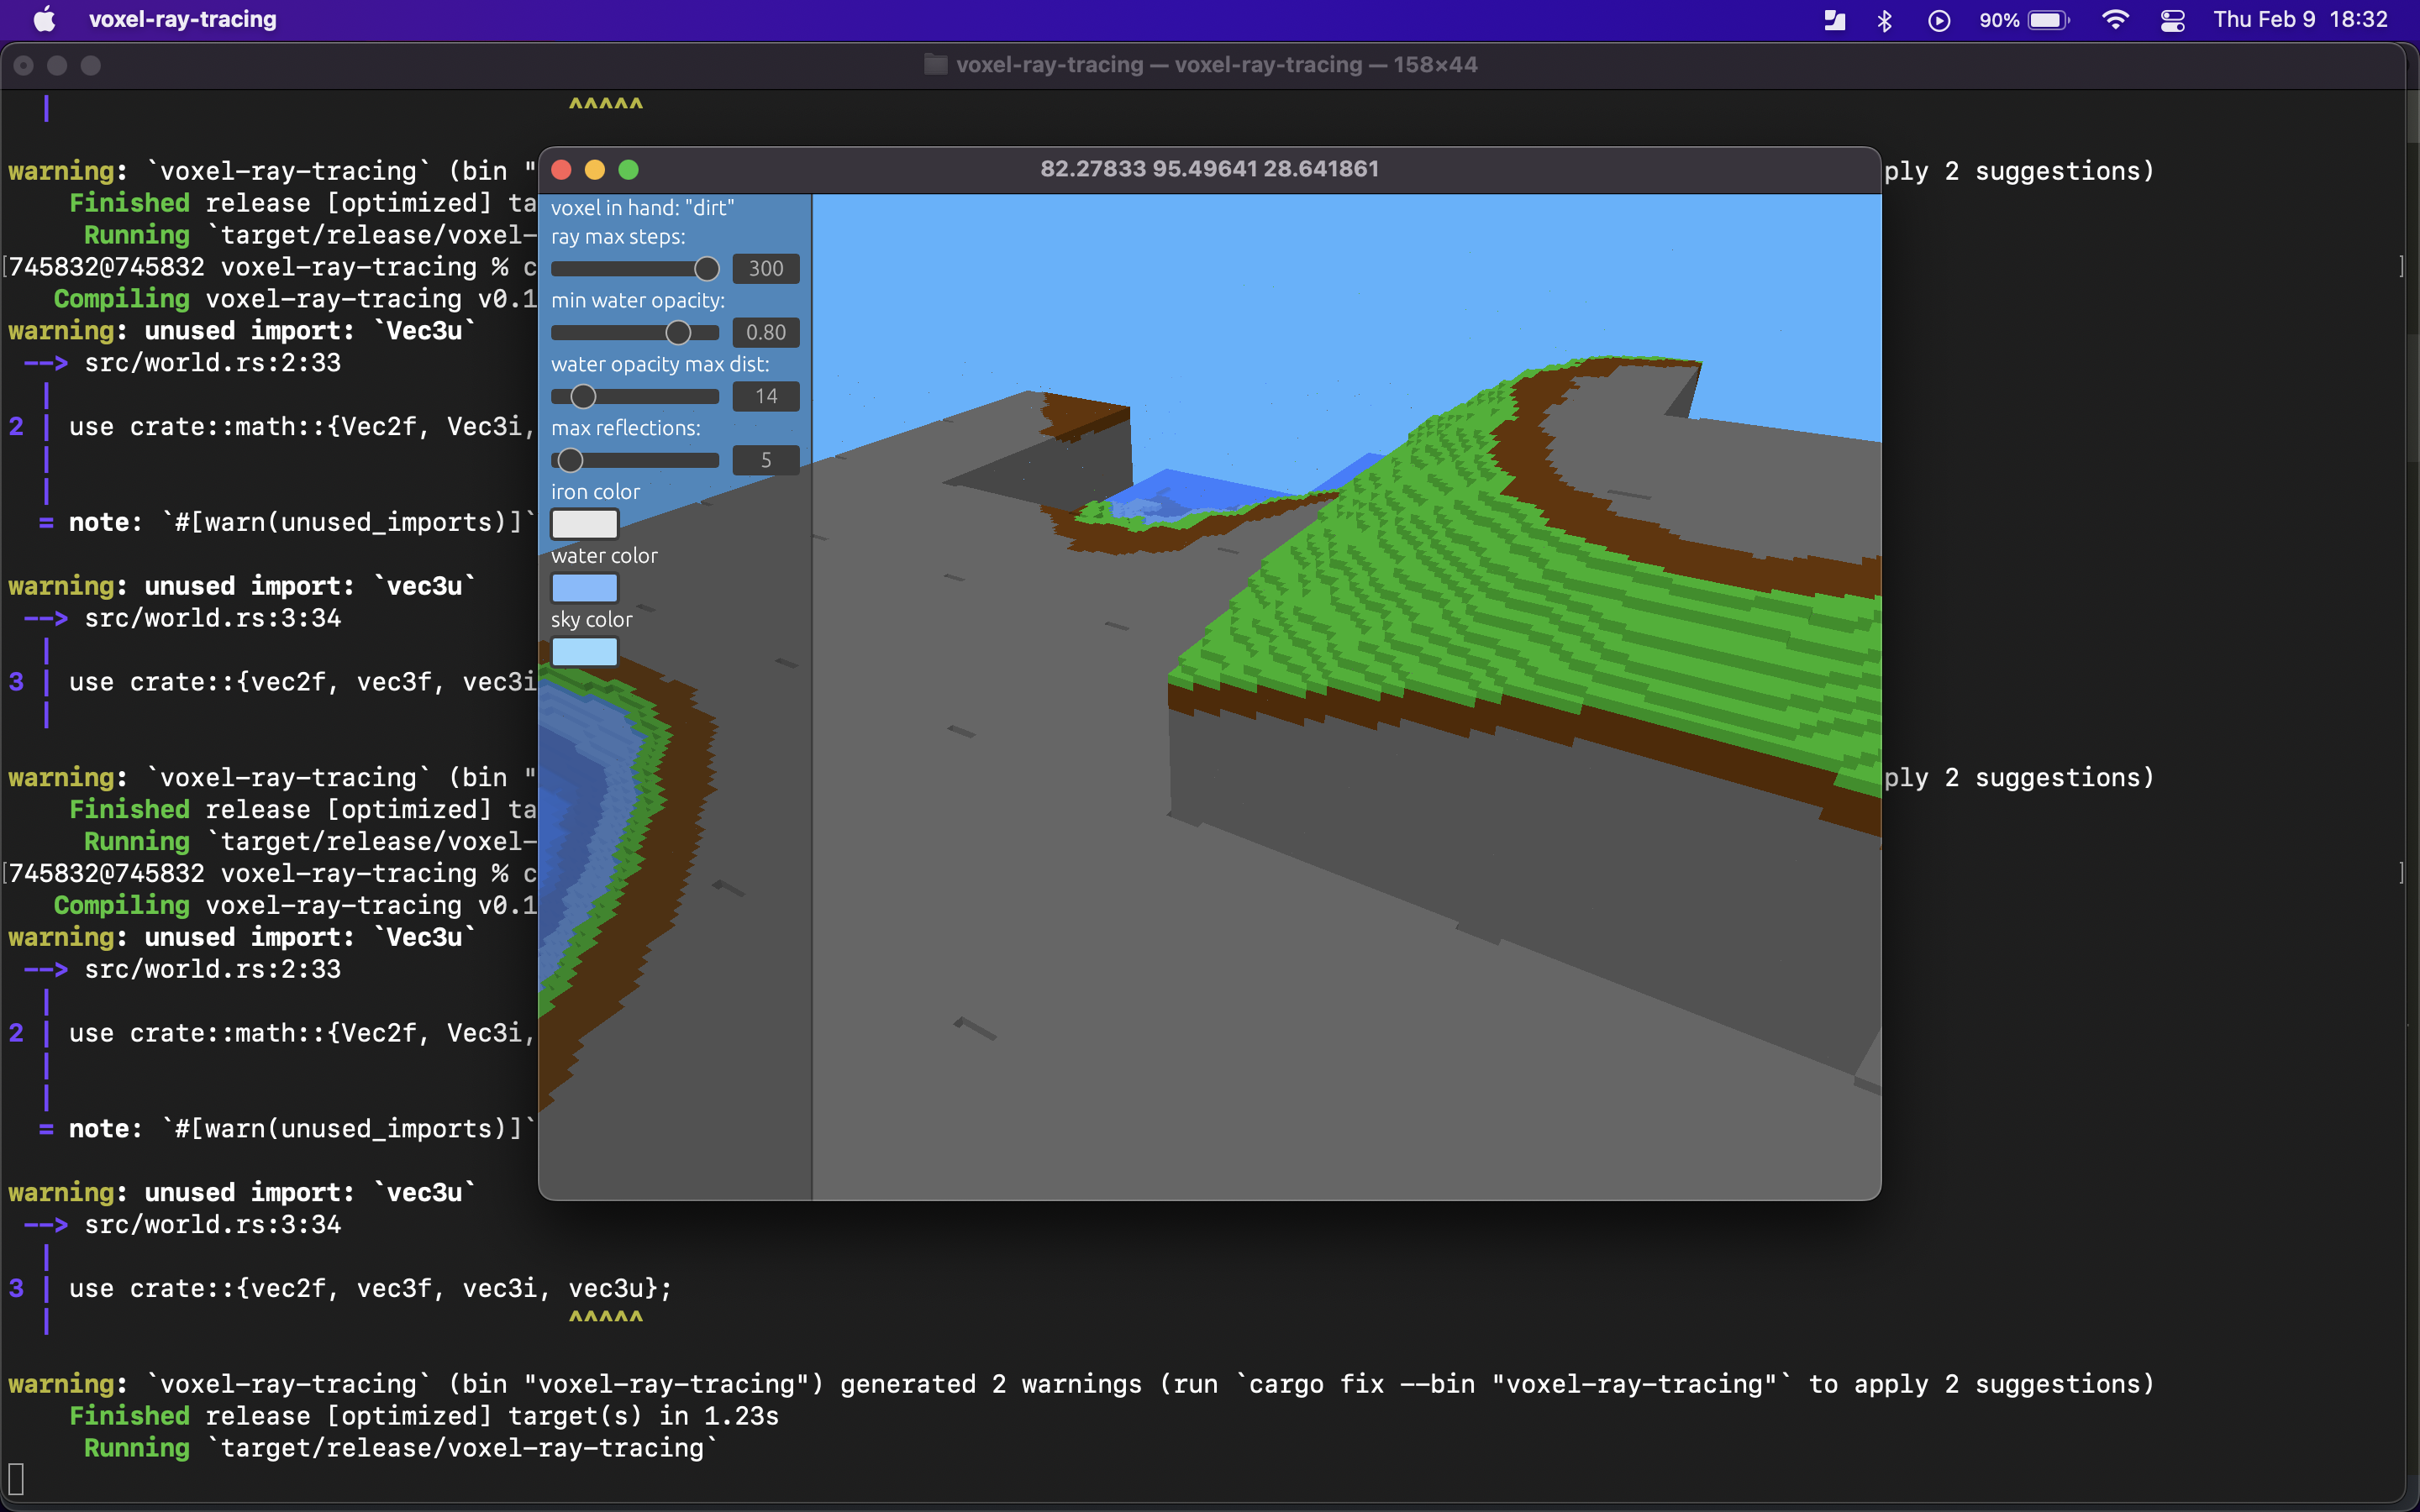 voxel-ray-tracing
90%
Thu Feb 9 18:32
voxel-ray-tracing — voxel-ray-tracing — 158×44
^^^^^
warning: `voxel-ray-tracing` (bin "
ply 2 suggestions)
Finished release [optimized] ta
Running `target/release/voxel-
[745832@745832 voxel-ray-tracing % c
]
Compiling voxel-ray-tracing v0.1
warning: unused import: `Vec3u`
--> src/world.rs:2:33
|
2 | use crate::math::{Vec2f, Vec3i,
|
|
= note: `#[warn(unused_imports)]`
warning: unused import: `vec3u`
--> src/world.rs:3:34
|
3 | use crate::{vec2f, vec3f, vec3i
|
warning: `voxel-ray-tracing` (bin "
ply 2 suggestions)
Finished release [optimized] ta
Running `target/release/voxel-
[745832@745832 voxel-ray-tracing % c
]
Compiling voxel-ray-tracing v0.1
warning: unused import: `Vec3u`
--> src/world.rs:2:33
|
2 | use crate::math::{Vec2f, Vec3i,
|
|
= note: `#[warn(unused_imports)]`
warning: unused import: `vec3u`
--> src/world.rs:3:34
|
3 | use crate::{vec2f, vec3f, vec3i, vec3u};
| ^^^^^
warning: `voxel-ray-tracing` (bin "voxel-ray-tracing") generated 2 warnings (run `cargo fix --bin "voxel-ray-tracing"` to apply 2 suggestions)
Finished release [optimized] target(s) in 1.23s
Running `target/release/voxel-ray-tracing`
82.27833 95.49641 28.641861
voxel in hand: "dirt"
ray max steps:
300
min water opacity:
0.80
water opacity max dist:
14
max reflections:
5
iron color
water color
sky color